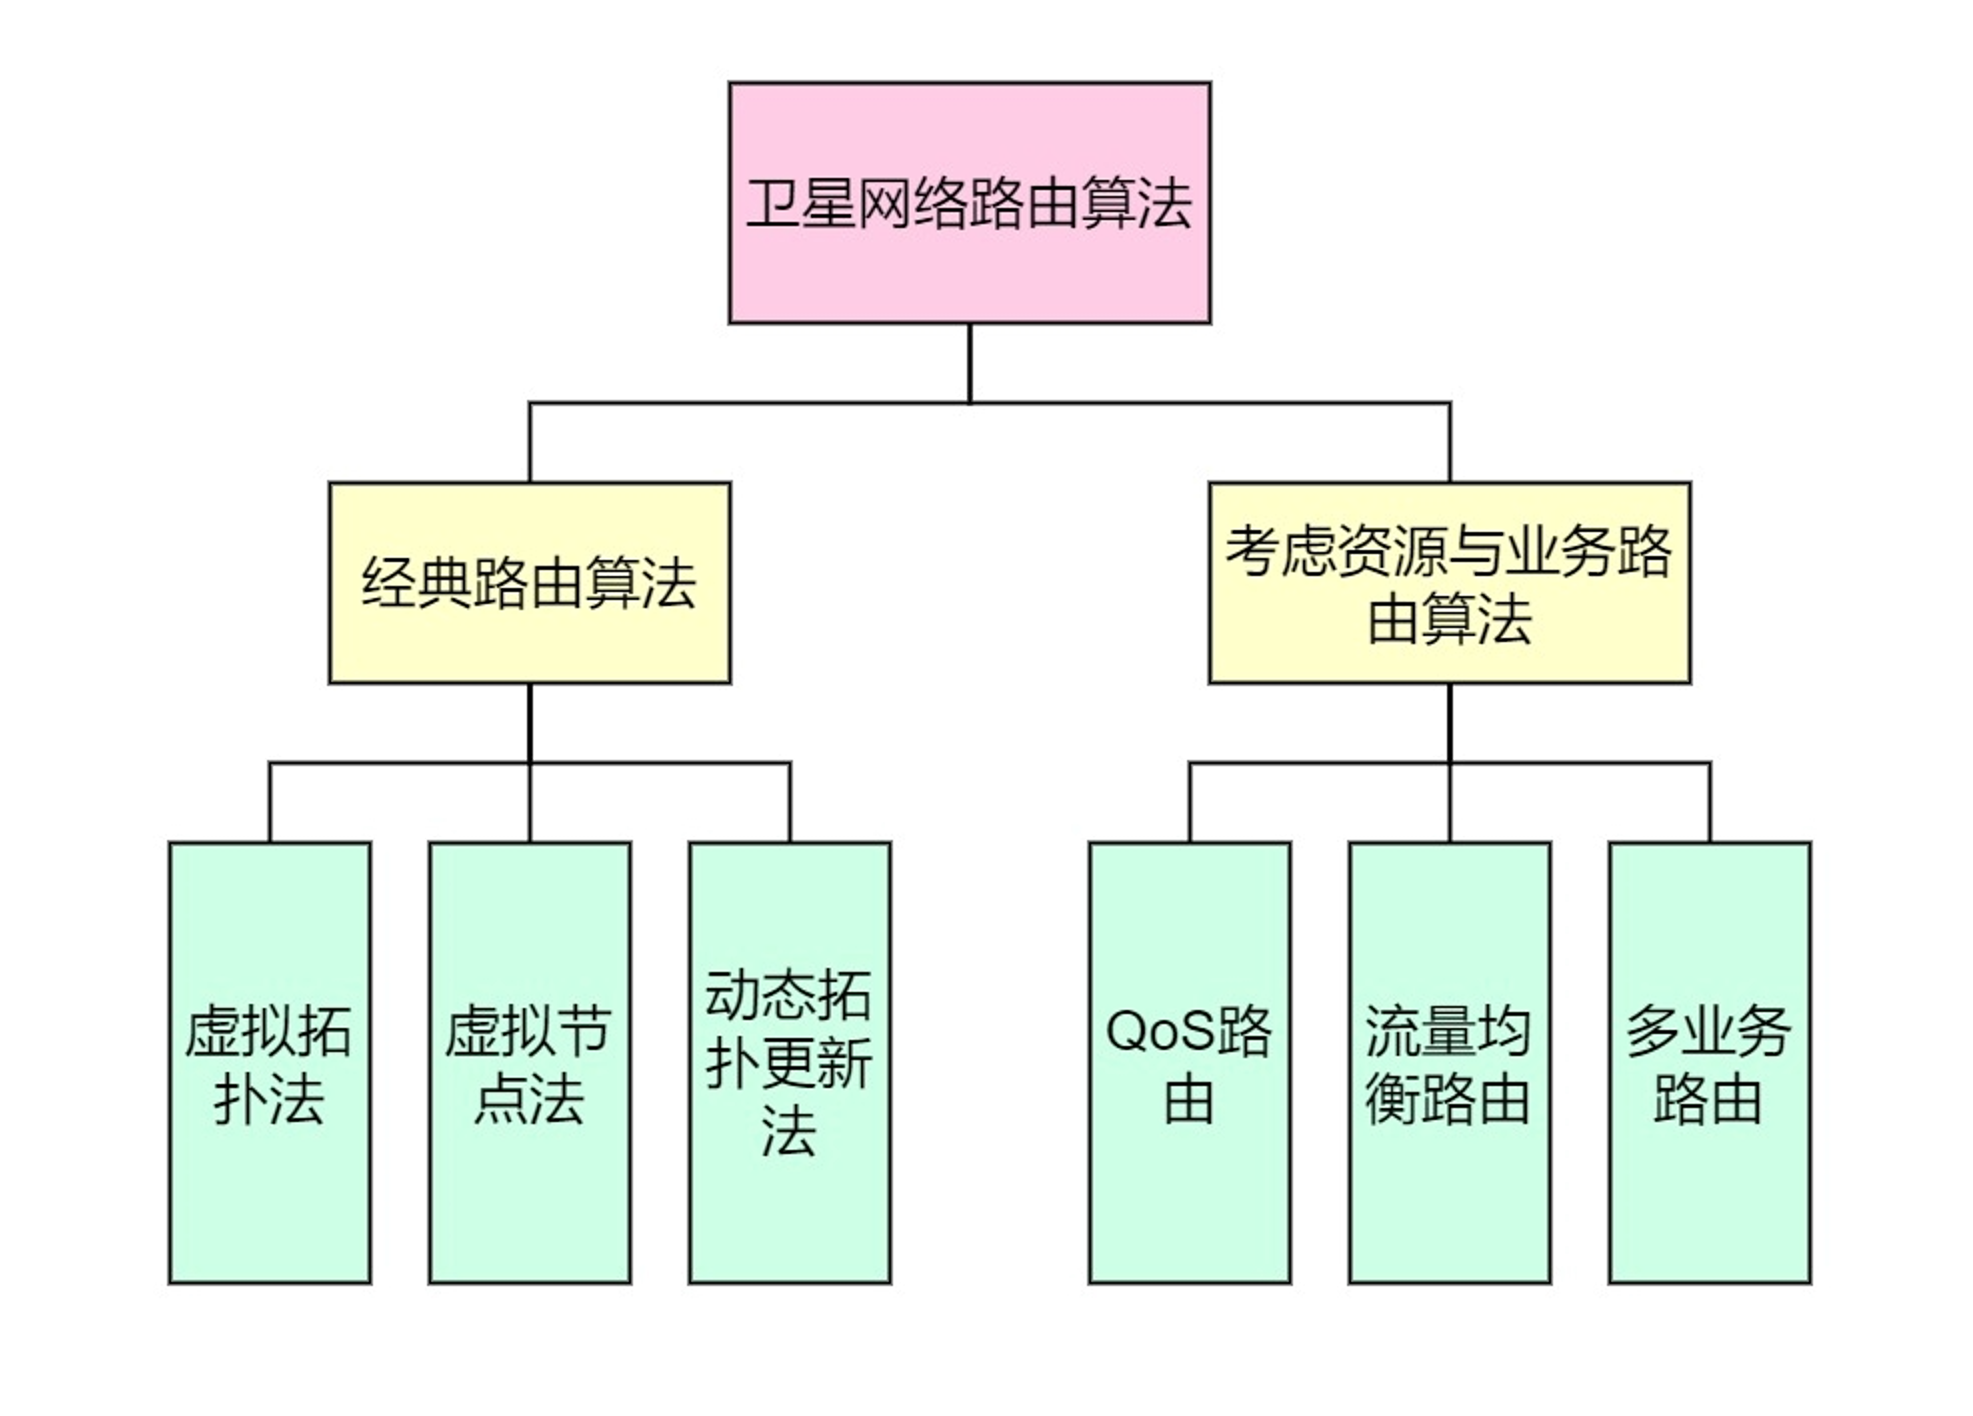 卫星网络路由算法
经典路由算法
考虑资源与业务路
由算法
虚拟拓
扑法
虚拟节
点法
动态拓
扑更新
法
QoS路
由
流量均
衡路由
多业务
路由